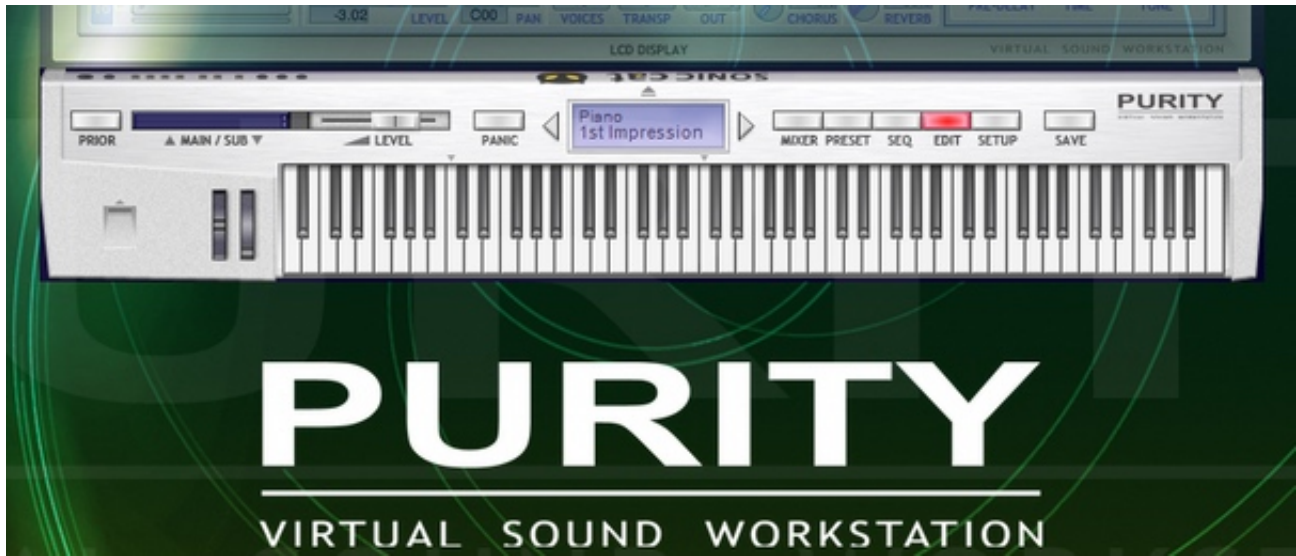 -3.02 LEVEL C00 PAN VOICES TRANSP OUT CHORUS REVERB PRE-DELAY TIME TONE
LCD DISPLAY VIRTUAL SOUND WORKSTATION
SONIC CAT
PURITY
Piano
1st Impression
PRIOR ▲ MAIN / SUB ▼ LEVEL PANIC MIXER PRESET SEQ EDIT SETUP SAVE
PURITY
VIRTUAL SOUND WORKSTATION